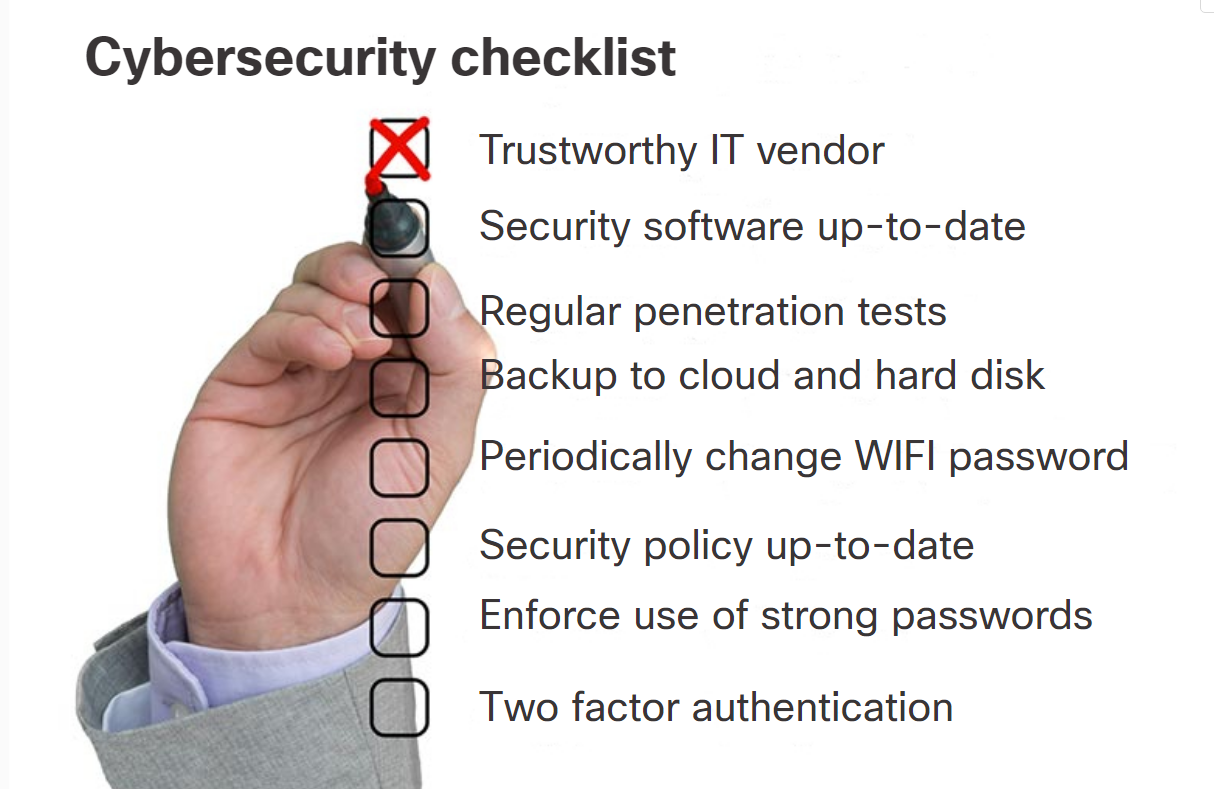 Cybersecurity checklist
Trustworthy IT vendor
Security software up-to-date
Regular penetration tests
Backup to cloud and hard disk
Periodically change WIFI password
Security policy up-to-date
Enforce use of strong passwords
Two factor authentication